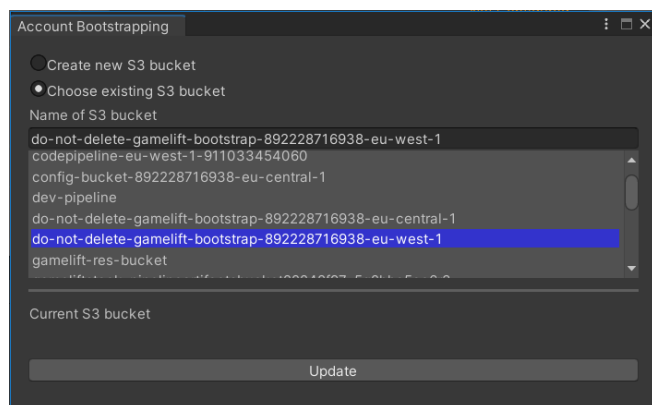 Account Bootstrapping
Create new S3 bucket
Choose existing S3 bucket
Name of S3 bucket
do-not-delete-gamelift-bootstrap-892228716938-eu-west-1
codepipeline-eu-west-1-911033454060
config-bucket-892228716938-eu-central-1
dev-pipeline
do-not-delete-gamelift-bootstrap-892228716938-eu-central-1
do-not-delete-gamelift-bootstrap-892228716938-eu-west-1
gamelift-res-bucket
Current S3 bucket
Update